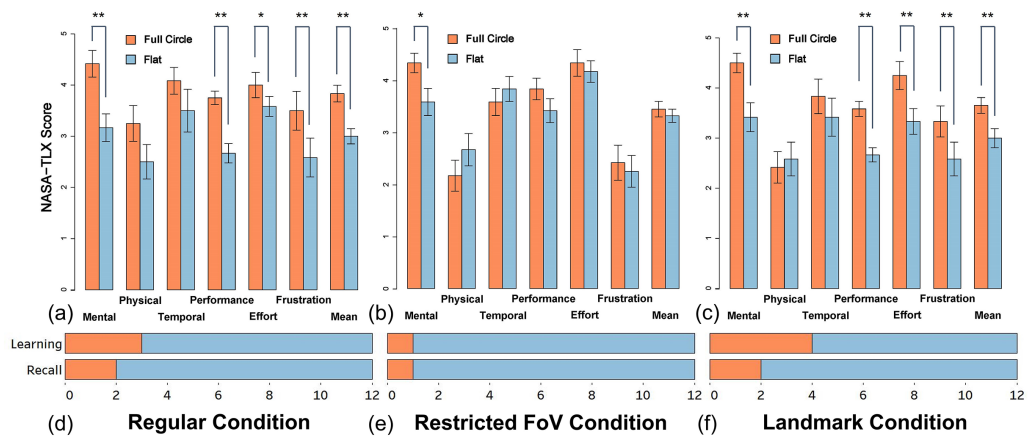 ** ** * ** **
Full Circle
Flat
NASA-TLX Score
0 1 2 3 4 5
(a)
Physical Performance Frustration
Mental Temporal Effort Mean
*
Full Circle
Flat
0 1 2 3 4 5
(b)
Physical Performance Frustration
Mental Temporal Effort Mean
** ** ** ** **
Full Circle
Flat
0 1 2 3 4 5
(c)
Physical Performance Frustration
Mental Temporal Effort Mean
Learning
Recall
0 2 4 6 8 10 12
(d) Regular Condition
0 2 4 6 8 10 12
(e) Restricted FoV Condition
0 2 4 6 8 10 12
(f) Landmark Condition